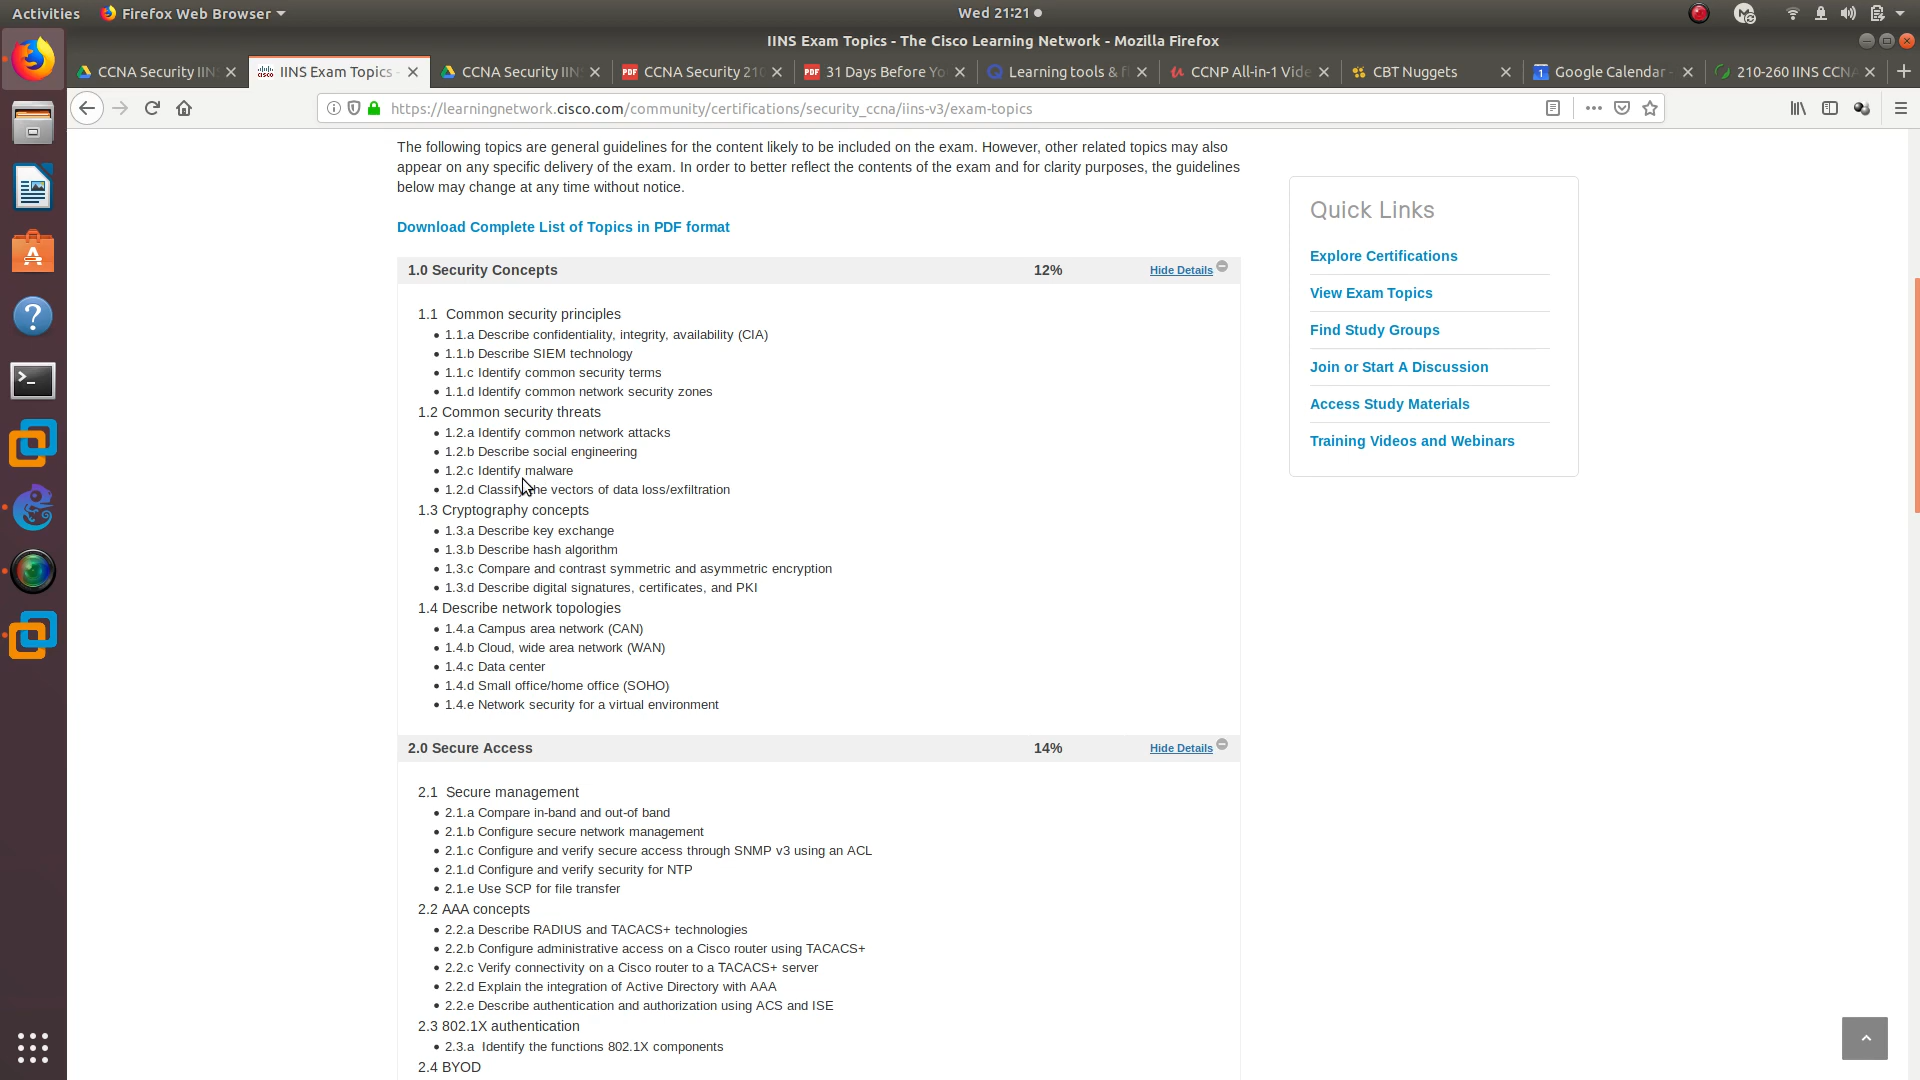 Activities
Firefox Web Browser
Wed 21:21
IINS Exam Topics - The Cisco Learning Network - Mozilla Firefox
CCNA Security IIN
IINS Exam Topics -
CCNA Security IIN
PDF CCNA Security 210
PDF 31 Days Before Yo
Learning tools & f
CCNP All-in-1 Vide
CBT Nuggets
1 Google Calendar -
210-260 IINS CCNA
https://learningnetwork.cisco.com/community/certifications/security_ccna/iins-v3/exam-topics
The following topics are general guidelines for the content likely to be included on the exam. However, other related topics may also
appear on any specific delivery of the exam. In order to better reflect the contents of the exam and for clarity purposes, the guidelines
below may change at any time without notice.
Download Complete List of Topics in PDF format
1.0 Security Concepts 12% Hide Details
1.1 Common security principles
• 1.1.a Describe confidentiality, integrity, availability (CIA)
• 1.1.b Describe SIEM technology
• 1.1.c Identify common security terms
• 1.1.d Identify common network security zones
1.2 Common security threats
• 1.2.a Identify common network attacks
• 1.2.b Describe social engineering
• 1.2.c Identify malware
• 1.2.d Classify the vectors of data loss/exfiltration
1.3 Cryptography concepts
• 1.3.a Describe key exchange
• 1.3.b Describe hash algorithm
• 1.3.c Compare and contrast symmetric and asymmetric encryption
• 1.3.d Describe digital signatures, certificates, and PKI
1.4 Describe network topologies
• 1.4.a Campus area network (CAN)
• 1.4.b Cloud, wide area network (WAN)
• 1.4.c Data center
• 1.4.d Small office/home office (SOHO)
• 1.4.e Network security for a virtual environment
2.0 Secure Access 14% Hide Details
2.1 Secure management
• 2.1.a Compare in-band and out-of band
• 2.1.b Configure secure network management
• 2.1.c Configure and verify secure access through SNMP v3 using an ACL
• 2.1.d Configure and verify security for NTP
• 2.1.e Use SCP for file transfer
2.2 AAA concepts
• 2.2.a Describe RADIUS and TACACS+ technologies
• 2.2.b Configure administrative access on a Cisco router using TACACS+
• 2.2.c Verify connectivity on a Cisco router to a TACACS+ server
• 2.2.d Explain the integration of Active Directory with AAA
• 2.2.e Describe authentication and authorization using ACS and ISE
2.3 802.1X authentication
• 2.3.a Identify the functions 802.1X components
2.4 BYOD
Quick Links
Explore Certifications
View Exam Topics
Find Study Groups
Join or Start A Discussion
Access Study Materials
Training Videos and Webinars